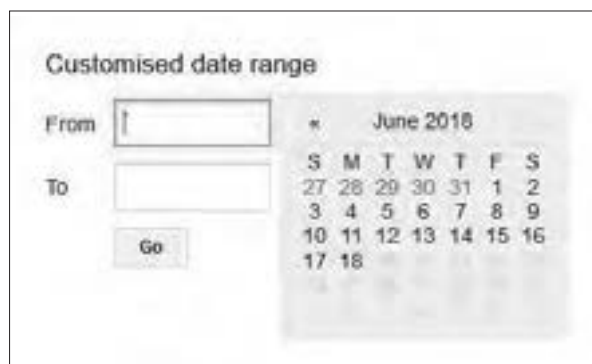 Customised date range
From
« June 2018
S M T W T F S
27 28 29 30 31 1 2
To
3 4 5 6 7 8 9
10 11 12 13 14 15 16
Go
17 18